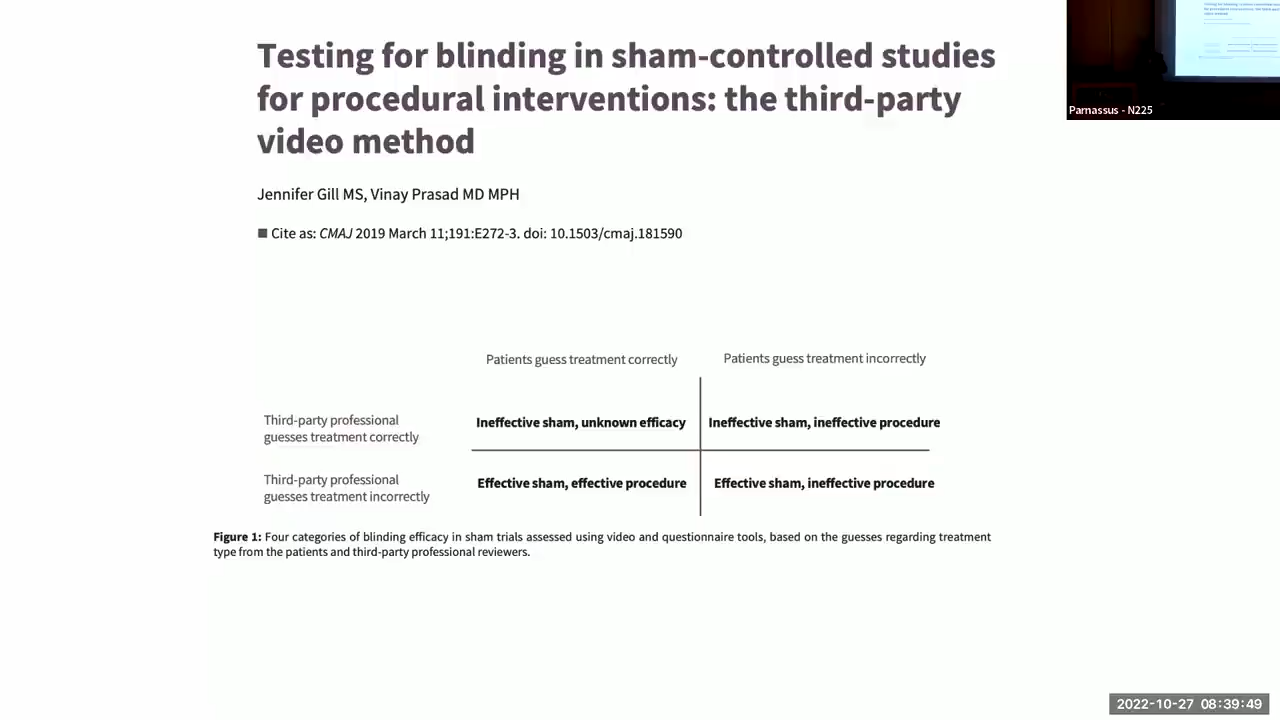 Testing for blinding in sham-controlled studies
for procedural interventions: the third-party
video method
Parnassus - N225
Jennifer Gill MS, Vinay Prasad MD MPH
■ Cite as: CMAJ 2019 March 11;191:E272-3. doi: 10.1503/cmaj.181590
Patients guess treatment correctly
Patients guess treatment incorrectly
Third-party professional
guesses treatment correctly
Ineffective sham, unknown efficacy
Ineffective sham, ineffective procedure
Third-party professional
guesses treatment incorrectly
Effective sham, effective procedure
Effective sham, ineffective procedure
Figure 1: Four categories of blinding efficacy in sham trials assessed using video and questionnaire tools, based on the guesses regarding treatment
type from the patients and third-party professional reviewers.
2022-10-27 08:39:49